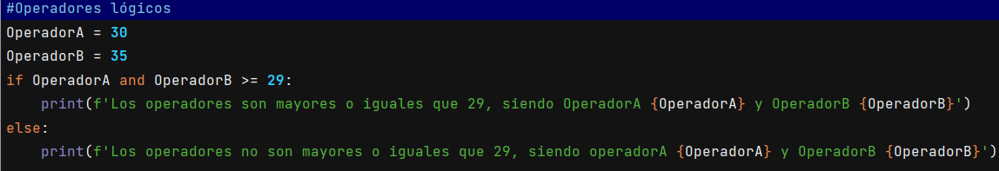 #Operadores lógicos
OperadorA = 30
OperadorB = 35
if OperadorA and OperadorB >= 29:
    print(f'Los operadores son mayores o iguales que 29, siendo OperadorA {OperadorA} y OperadorB {OperadorB}')
else:
    print(f'Los operadores no son mayores o iguales que 29, siendo operadorA {OperadorA} y OperadorB {OperadorB}')